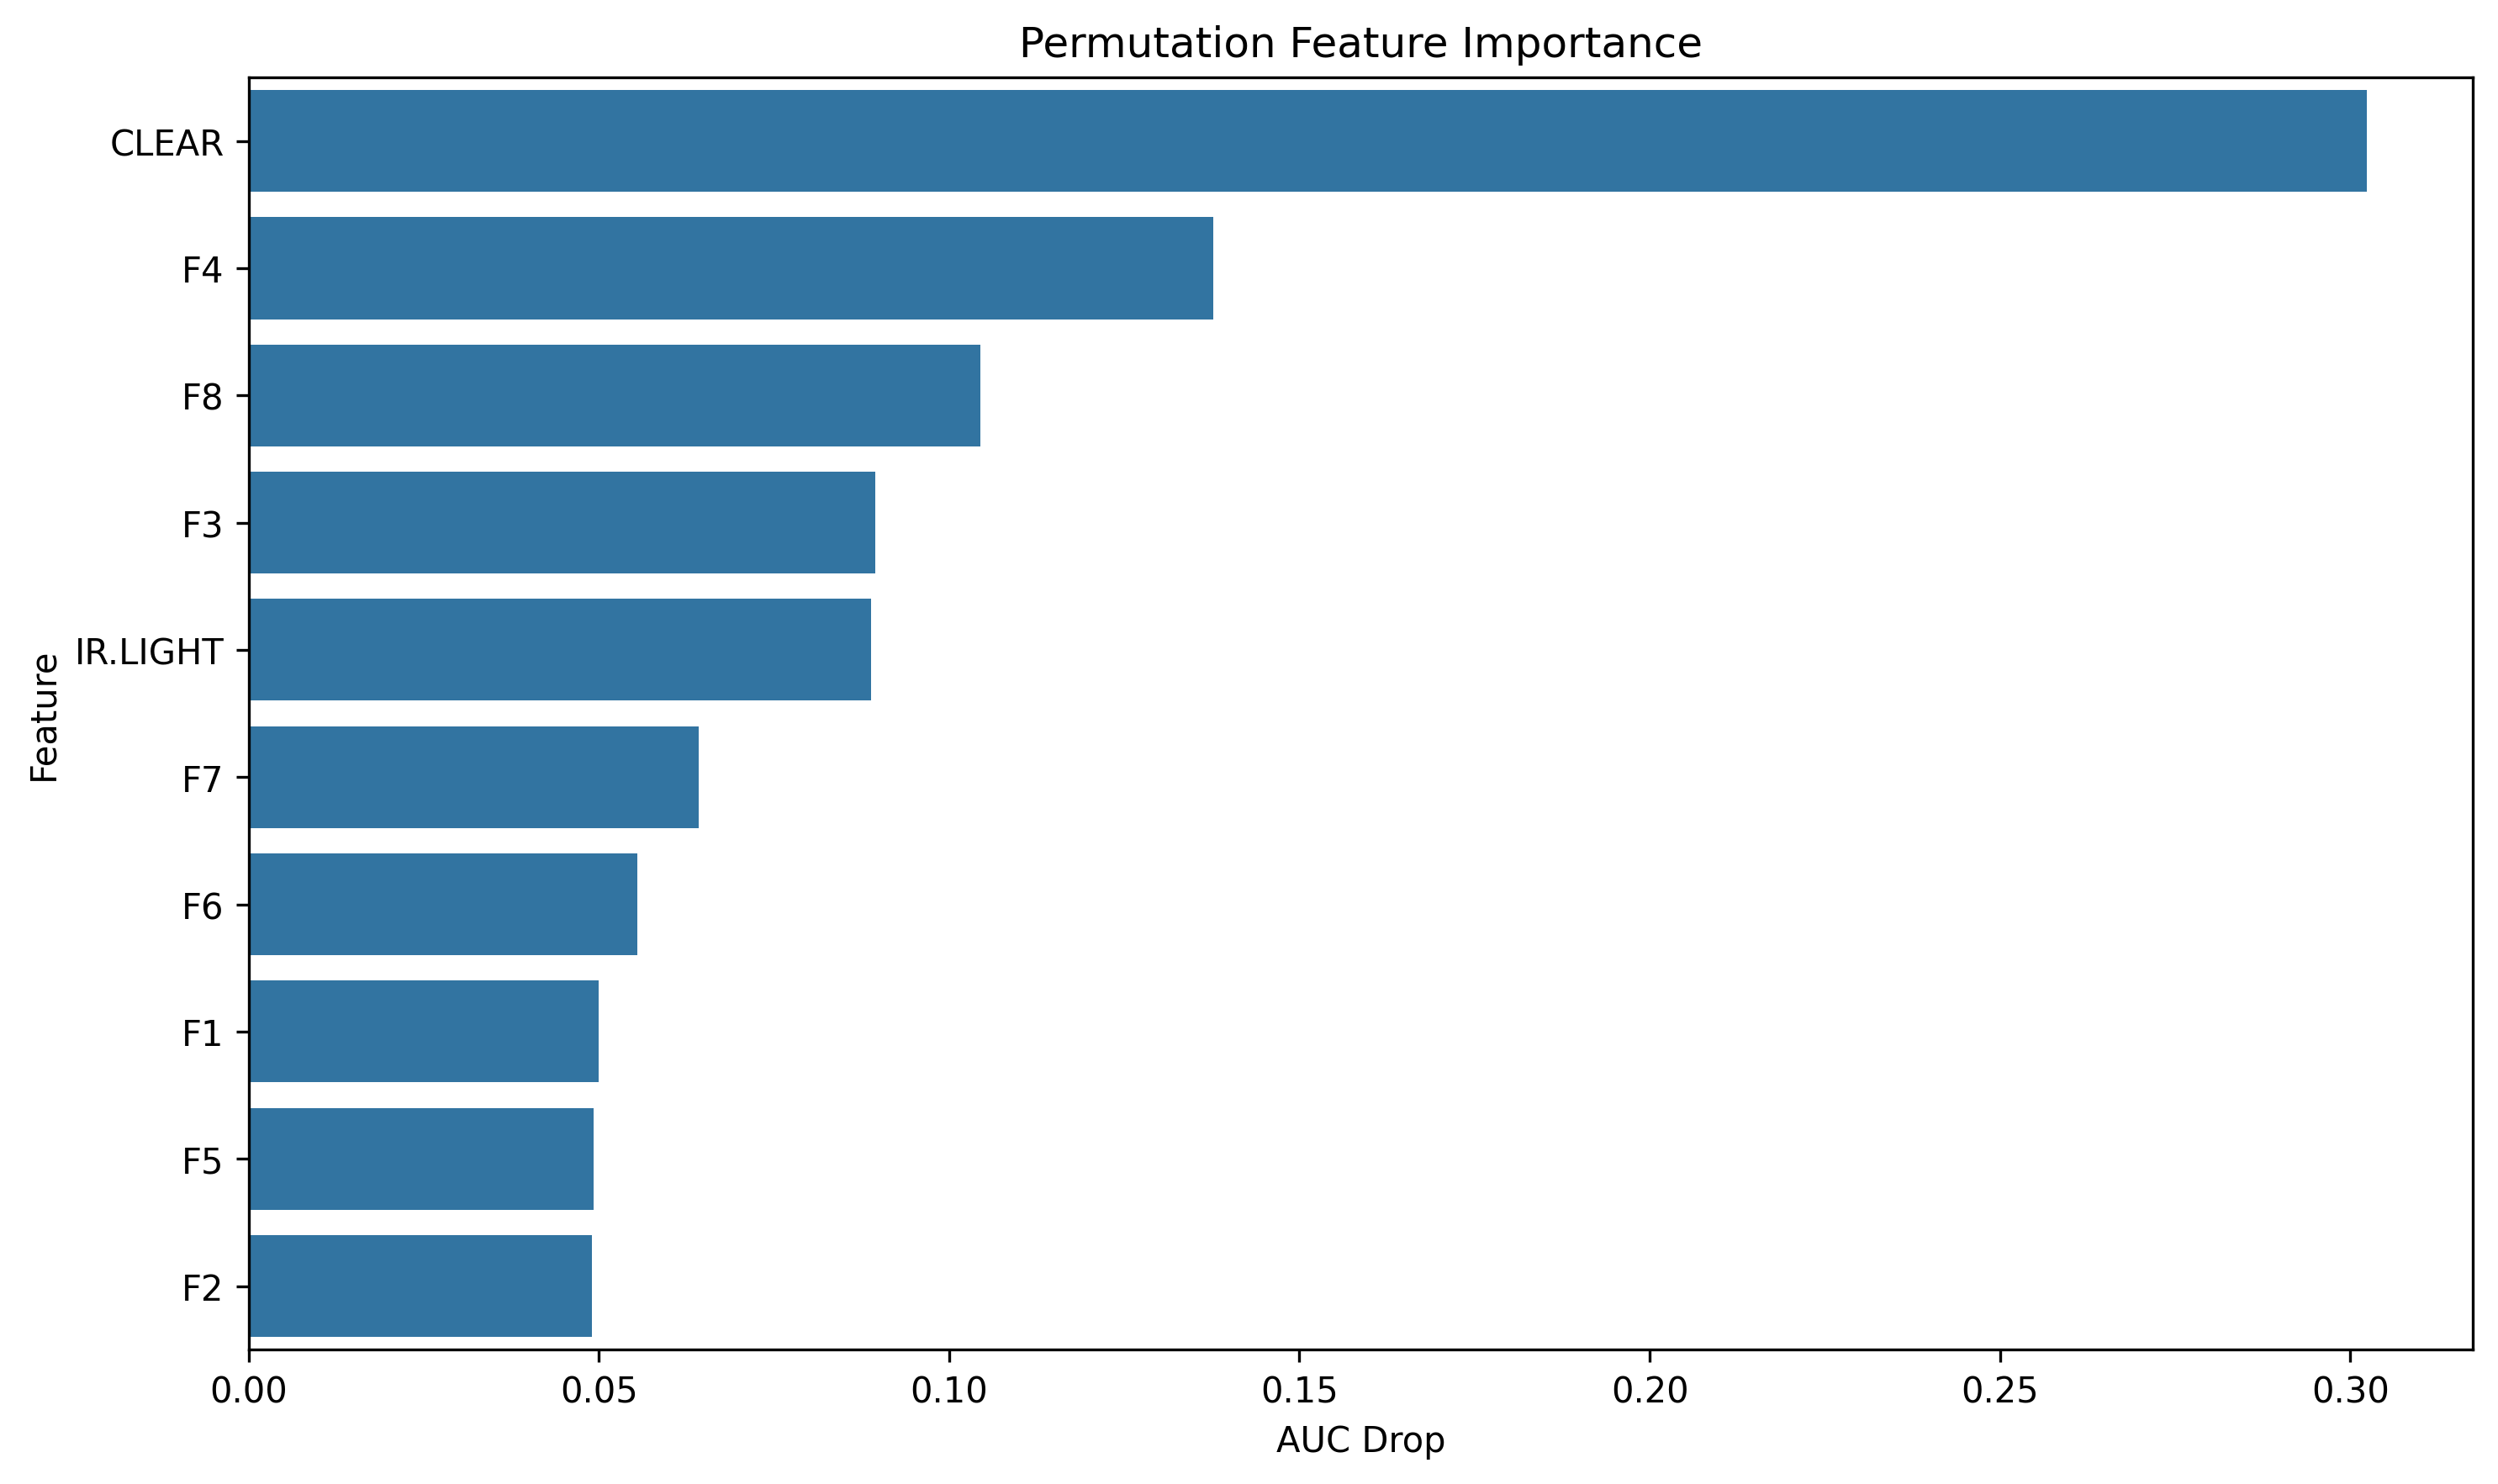 Permutation Feature Importance
CLEAR
F4
F8
F3
IR.LIGHT
F7
F6
F1
F5
F2
Feature
0.00 0.05 0.10 0.15 0.20 0.25 0.30
AUC Drop